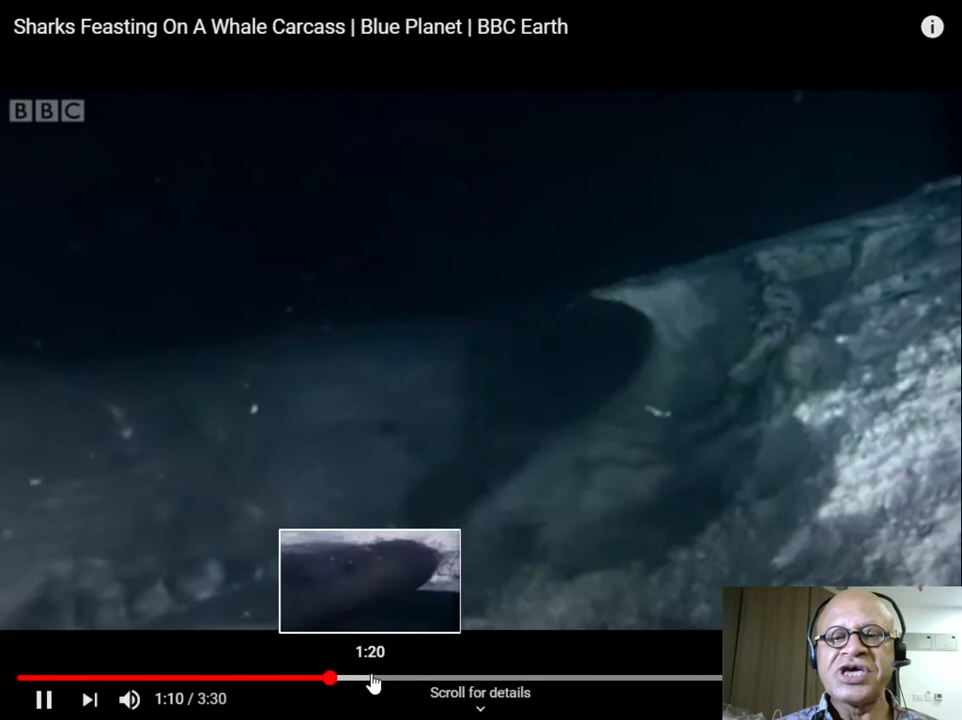 Sharks Feasting On A Whale Carcass | Blue Planet | BBC Earth
BBC
1:20
1:10 / 3:30
Scroll for details